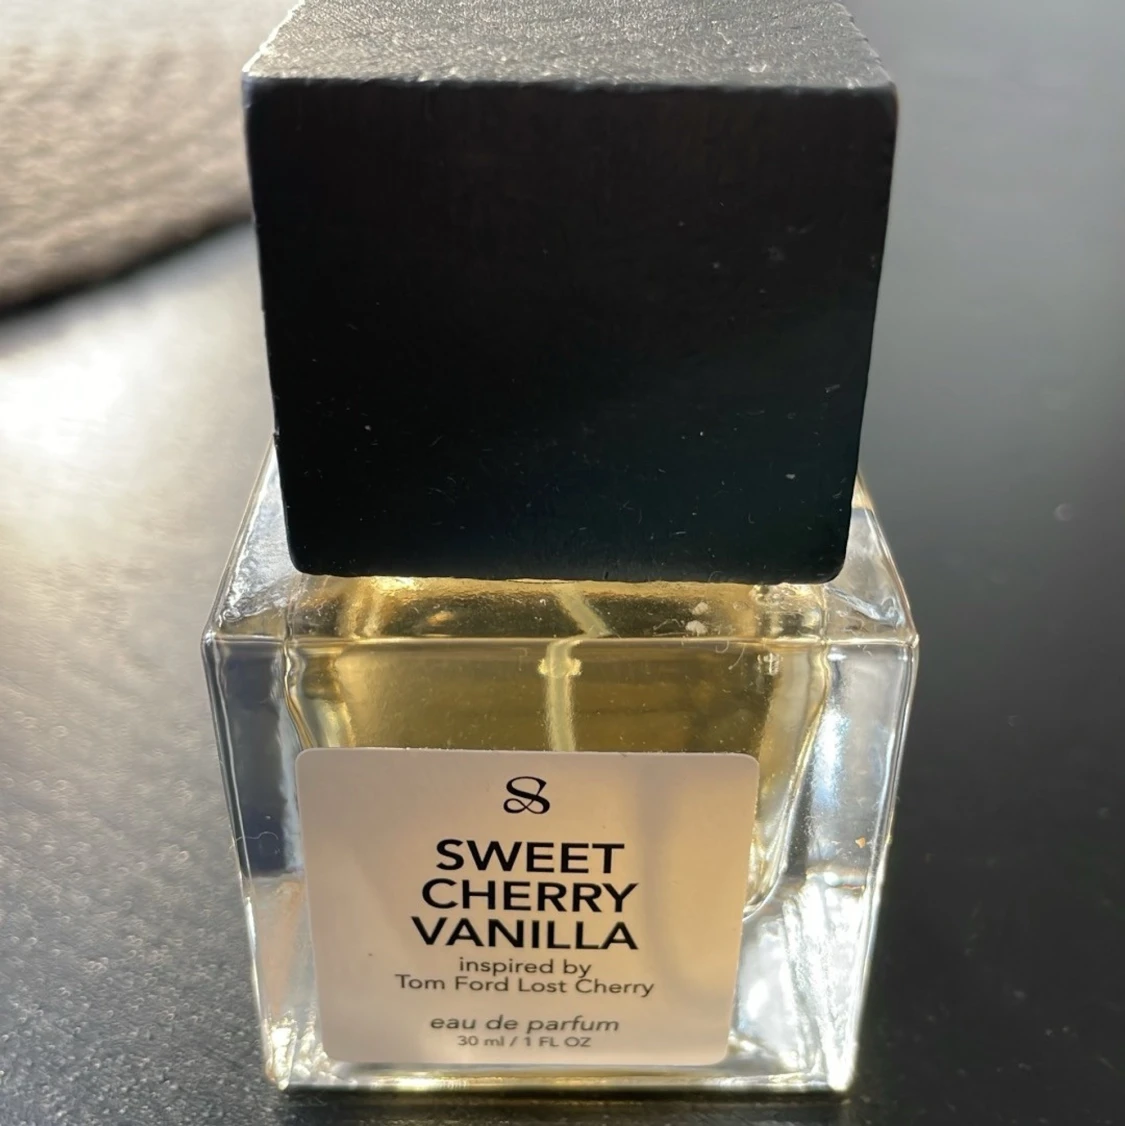 S
SWEET
CHERRY
VANILLA
inspired by
Tom Ford Lost Cherry
eau de parfum
30 ml / 1 FL OZ